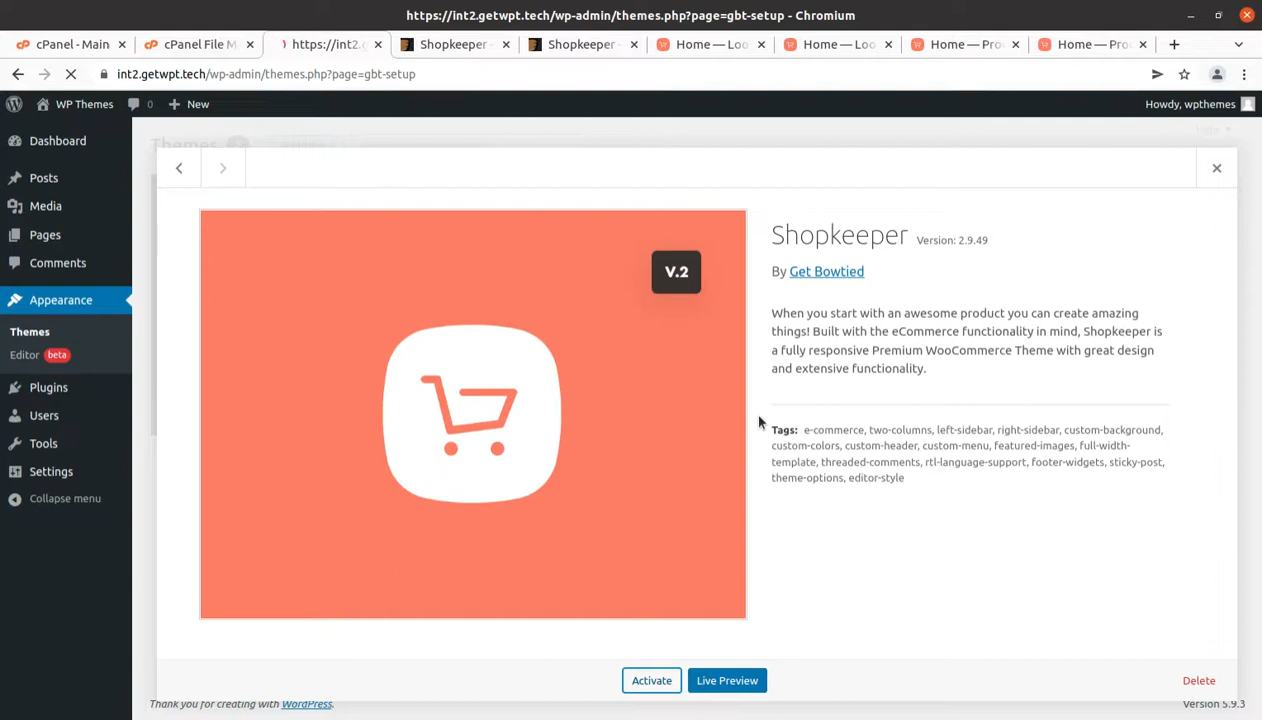 https://int2.getwpt.tech/wp-admin/themes.php?page=gbt-setup - Chromium
cPanel - Main
cPanel File M
https://int2.g
Shopkeeper -
Shopkeeper -
Home — Loo
Home — Loo
Home — Pro
Home — Pro
int2.getwpt.tech/wp-admin/themes.php?page=gbt-setup
WP Themes
0
New
Howdy, wpthemes
Dashboard
Posts
Media
Pages
Comments
Appearance
Themes
Editor beta
Plugins
Users
Tools
Settings
Collapse menu
Themes
Help
V.2
Shopkeeper Version: 2.9.49
By Get Bowtied
When you start with an awesome product you can create amazing
things! Built with the eCommerce functionality in mind, Shopkeeper is
a fully responsive Premium WooCommerce Theme with great design
and extensive functionality.
Tags: e-commerce, two-columns, left-sidebar, right-sidebar, custom-background,
custom-colors, custom-header, custom-menu, featured-images, full-width-
template, threaded-comments, rtl-language-support, footer-widgets, sticky-post,
theme-options, editor-style
Activate
Live Preview
Delete
Thank you for creating with WordPress.
Version 5.9.3